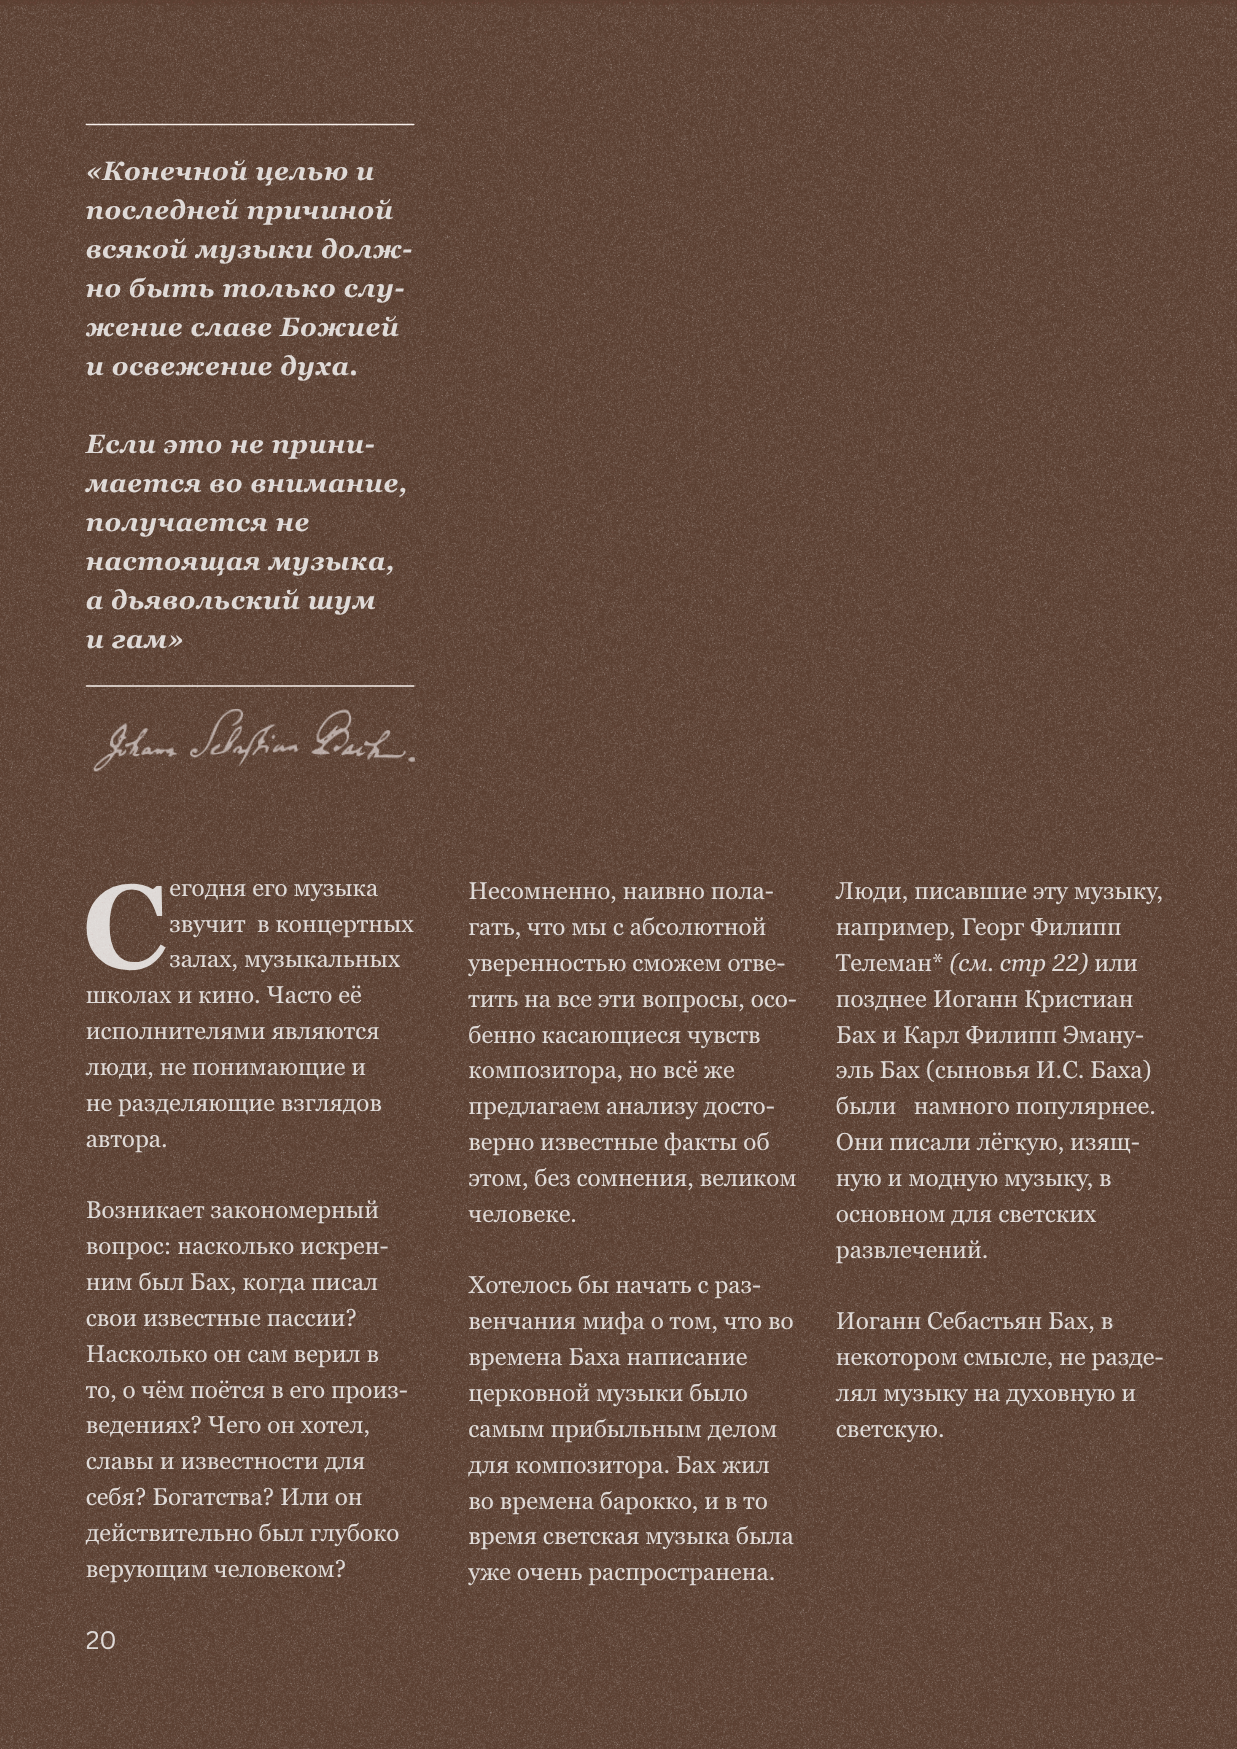 «Конечной целью и
последней причиной
всякой музыки долж-
но быть только слу-
жение славе Божией
и освежение духа.
Если это не прини-
мается во внимание,
получается не
настоящая музыка,
а дьявольский шум
и гам»
Johann Sebastian Bach.
Сегодня его музыка
звучит в концертных
залах, музыкальных
школах и кино. Часто её
исполнителями являются
люди, не понимающие и
не разделяющие взглядов
автора.
Возникает закономерный
вопрос: насколько искрен-
ним был Бах, когда писал
свои известные пассии?
Насколько он сам верил в
то, о чём поётся в его произ-
ведениях? Чего он хотел,
славы и известности для
себя? Богатства? Или он
действительно был глубоко
верующим человеком?
Несомненно, наивно пола-
гать, что мы с абсолютной
уверенностью сможем отве-
тить на все эти вопросы, осо-
бенно касающиеся чувств
композитора, но всё же
предлагаем анализу досто-
верно известные факты об
этом, без сомнения, великом
человеке.
Хотелось бы начать с раз-
венчания мифа о том, что во
времена Баха написание
церковной музыки было
самым прибыльным делом
для композитора. Бах жил
во времена барокко, и в то
время светская музыка была
уже очень распространена.
Люди, писавшие эту музыку,
например, Георг Филипп
Телеман* (см. стр 22) или
позднее Иоганн Кристиан
Бах и Карл Филипп Эману-
эль Бах (сыновья И.С. Баха)
были намного популярнее.
Они писали лёгкую, изящ-
ную и модную музыку, в
основном для светских
развлечений.
Иоганн Себастьян Бах, в
некотором смысле, не разде-
лял музыку на духовную и
светскую.
20